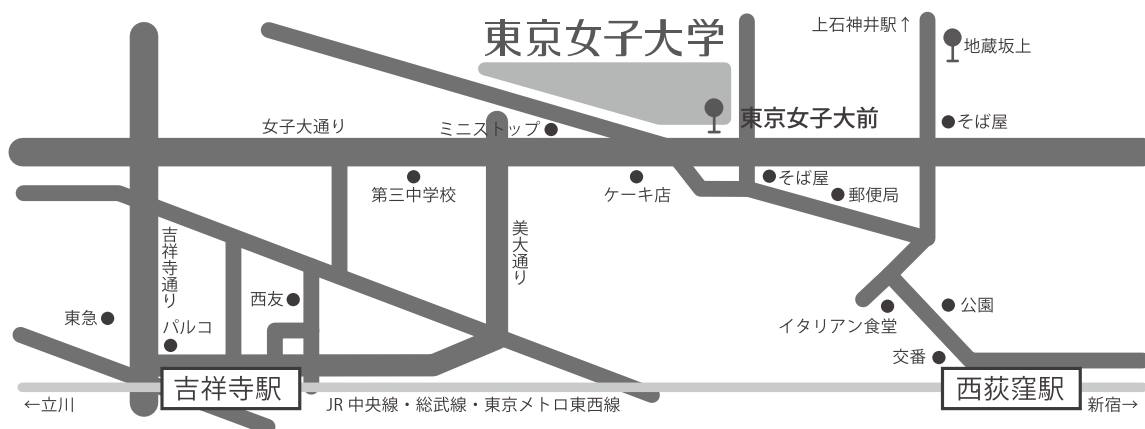 東京女子大学
上石神井駅↑
地蔵坂上
女子大通り
ミニストップ
東京女子大前
そば屋
第三中学校
ケーキ店
そば屋
郵便局
吉祥寺通り
美大通り
西友
東急
パルコ
公園
イタリアン食堂
交番
吉祥寺駅
西荻窪駅
←立川
JR 中央線・総武線・東京メトロ東西線
新宿→